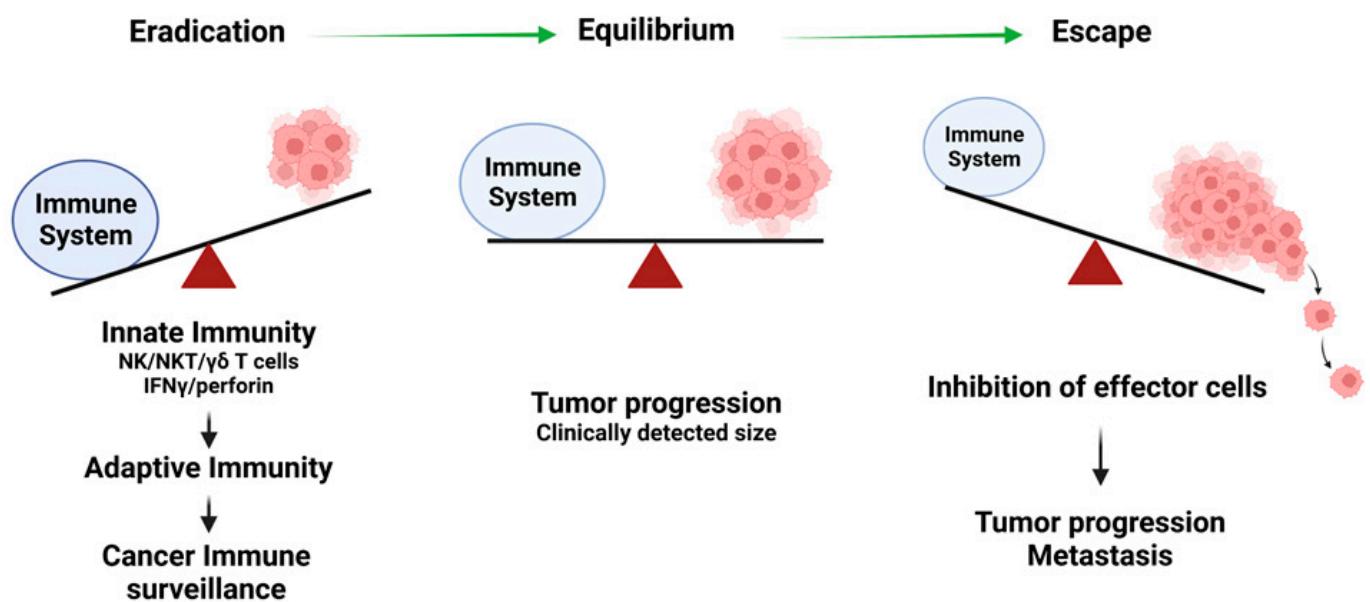 Eradication
Equilibrium
Escape
Immune
System
Immune
System
Immune
System
Innate Immunity
NK/NKT/γδ T cells
IFNγ/perforin
Adaptive Immunity
Cancer Immune
surveillance
Tumor progression
Clinically detected size
Inhibition of effector cells
Tumor progression
Metastasis